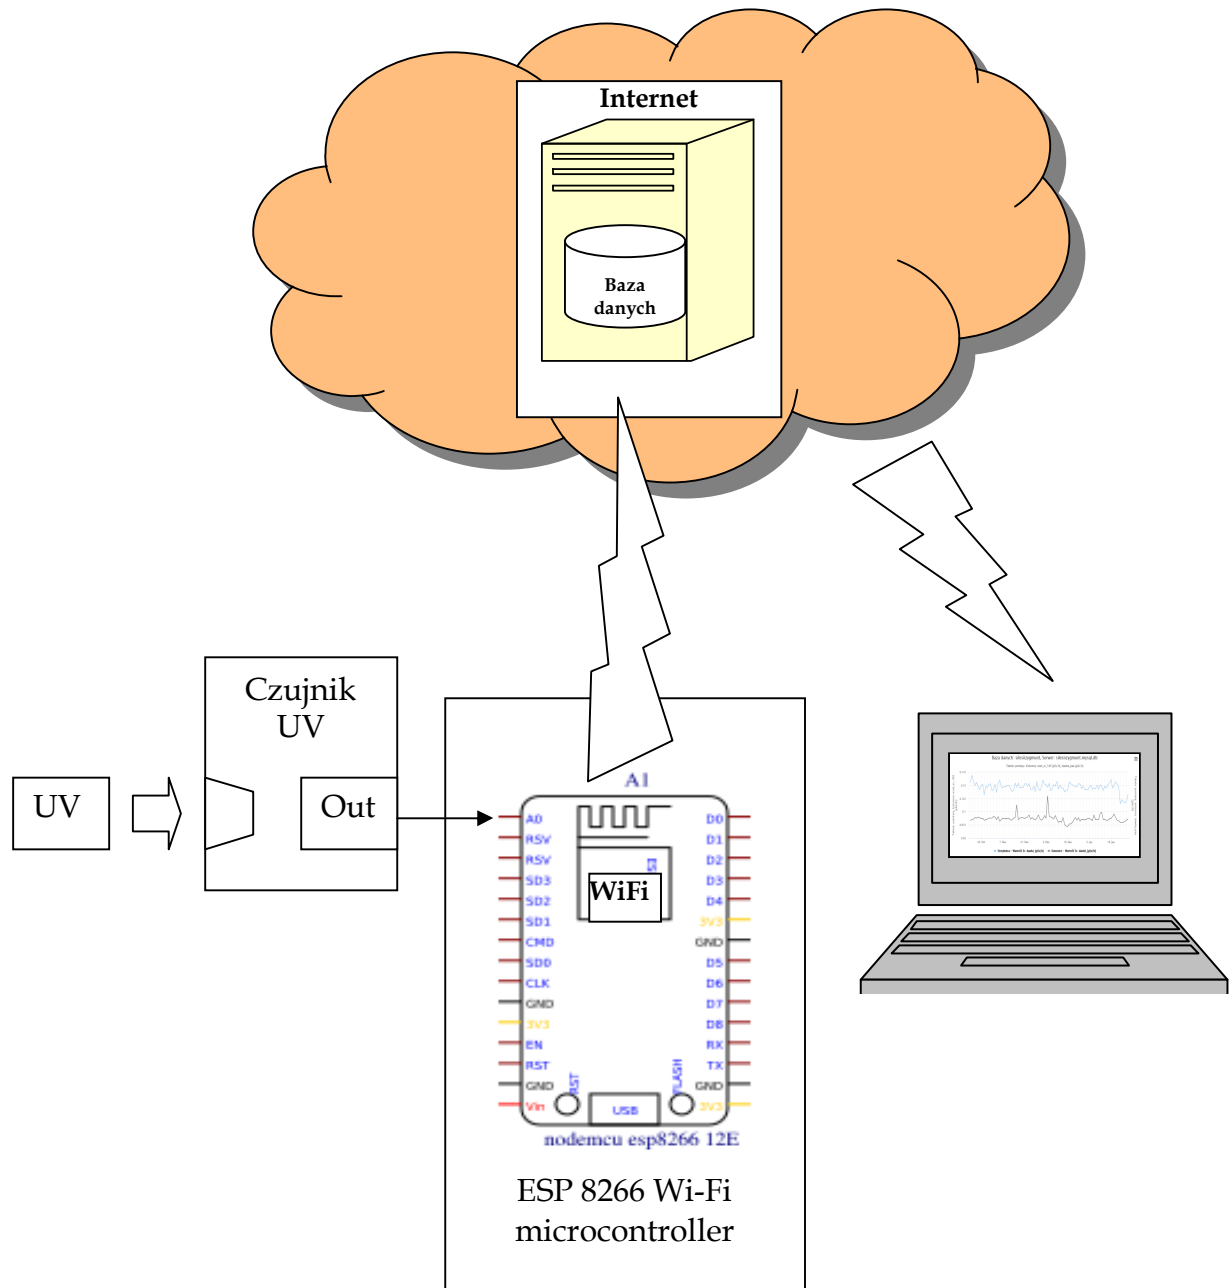 Internet
Baza
danych
Czujnik
UV
UV
Out
A1
A0
RSV
RSV
SD3
SD2
SD1
CMD
SD0
CLK
GND
3V3
EN
RST
GND
Vin
D0
D1
D2
D3
D4
3V3
GND
D5
D6
D7
D8
RX
TX
GND
3V3
WiFi
RST
FLASH
USB
nodemcu esp8266 12E
ESP 8266 Wi-Fi
microcontroller